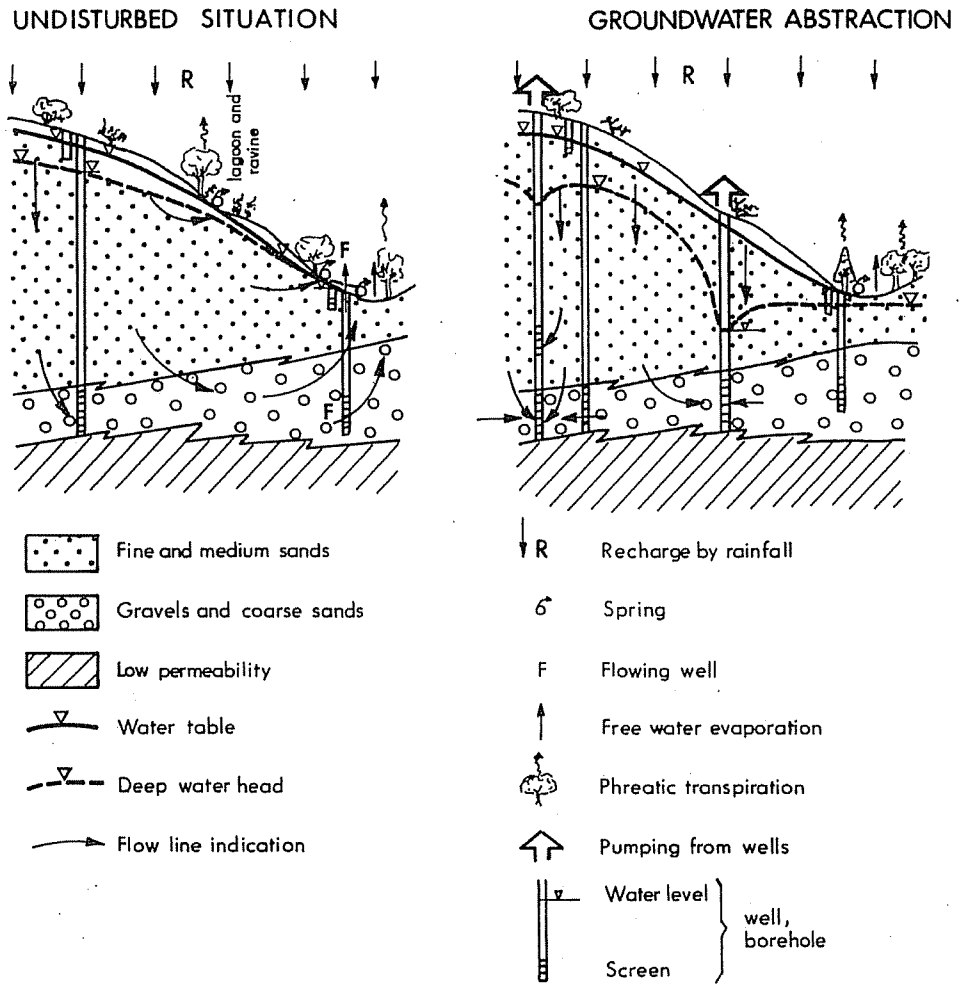 UNDISTURBED SITUATION
GROUNDWATER ABSTRACTION
R
R
lagoon and
ravine
F
F
Fine and medium sands
Gravels and coarse sands
Low permeability
Water table
Deep water head
Flow line indication
R Recharge by rainfall
Spring
F Flowing well
Free water evaporation
Phreatic transpiration
Pumping from wells
Water level
well,
borehole
Screen